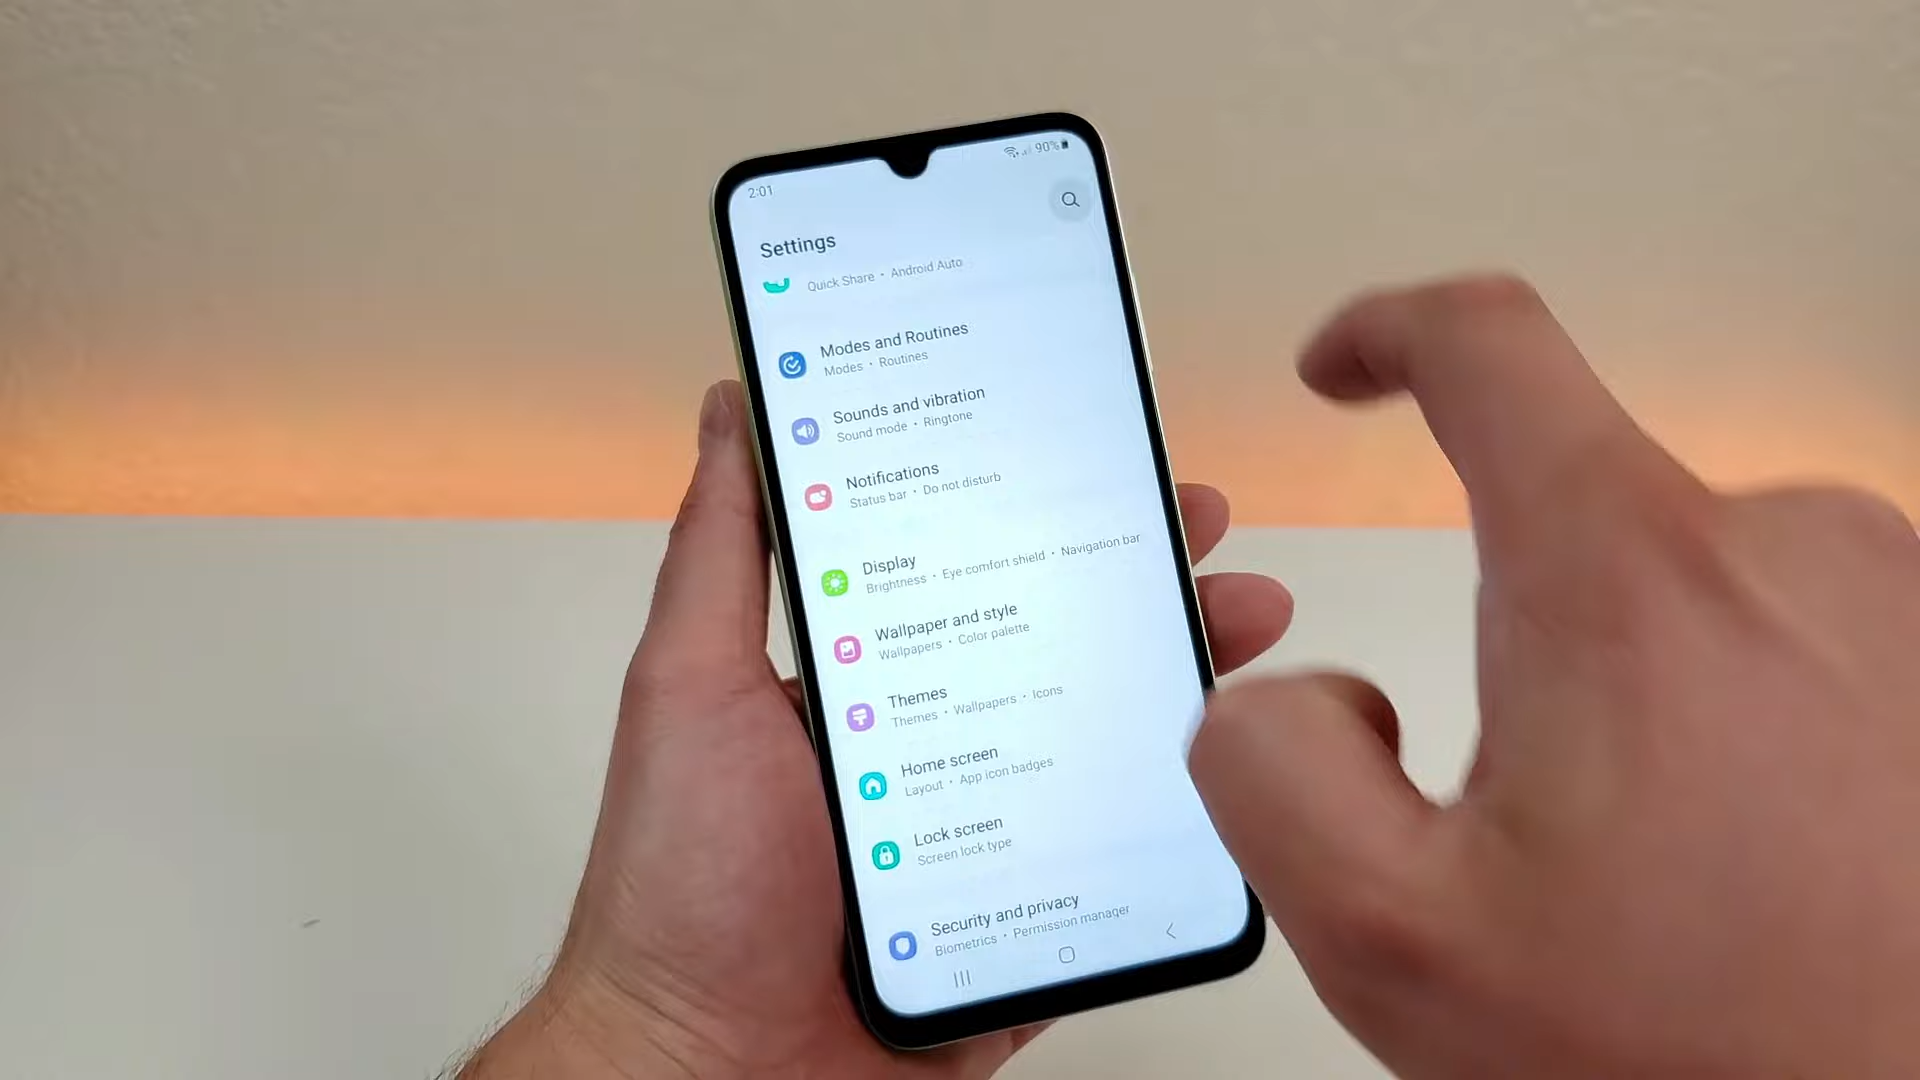 2:01
90%
Settings
Quick Share • Android Auto
Modes and Routines
Modes • Routines
Sounds and vibration
Sound mode • Ringtone
Notifications
Status bar • Do not disturb
Display
Brightness • Eye comfort shield • Navigation bar
Wallpaper and style
Wallpapers • Color palette
Themes
Themes • Wallpapers • Icons
Home screen
Layout • App icon badges
Lock screen
Screen lock type
Security and privacy
Biometrics • Permission manager